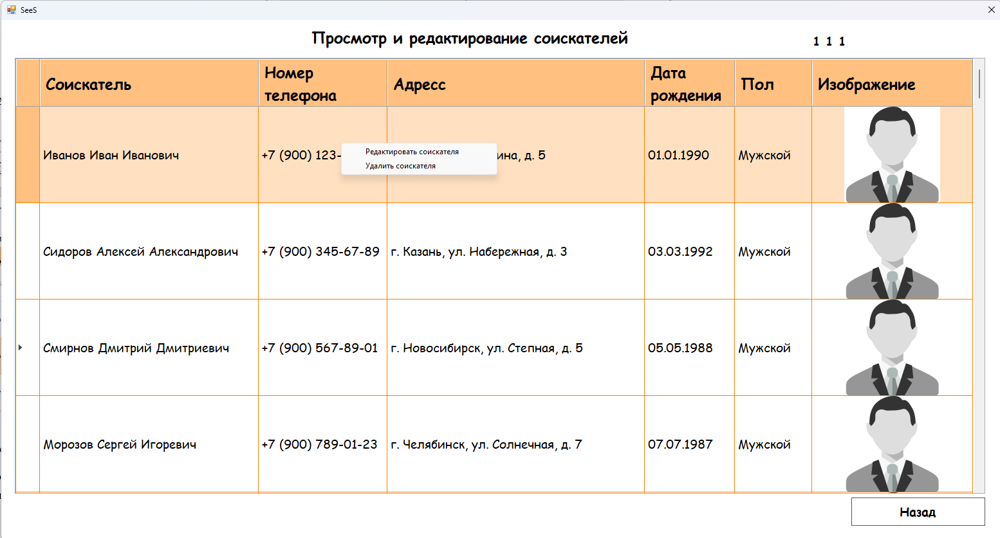 SeeS
Просмотр и редактирование соискателей
1 1 1
Соискатель
Номер
телефона
Адресс
Дата
рождения
Пол
Изображение
Иванов Иван Иванович
+7 (900) 123-
д. 5
01.01.1990
Мужской
Редактировать соискателя
Удалить соискателя
Сидоров Алексей Александрович
+7 (900) 345-67-89
г. Казань, ул. Набережная, д. 3
03.03.1992
Мужской
Смирнов Дмитрий Дмитриевич
+7 (900) 567-89-01
г. Новосибирск, ул. Степная, д. 5
05.05.1988
Мужской
Морозов Сергей Игоревич
+7 (900) 789-01-23
г. Челябинск, ул. Солнечная, д. 7
07.07.1987
Мужской
Назад